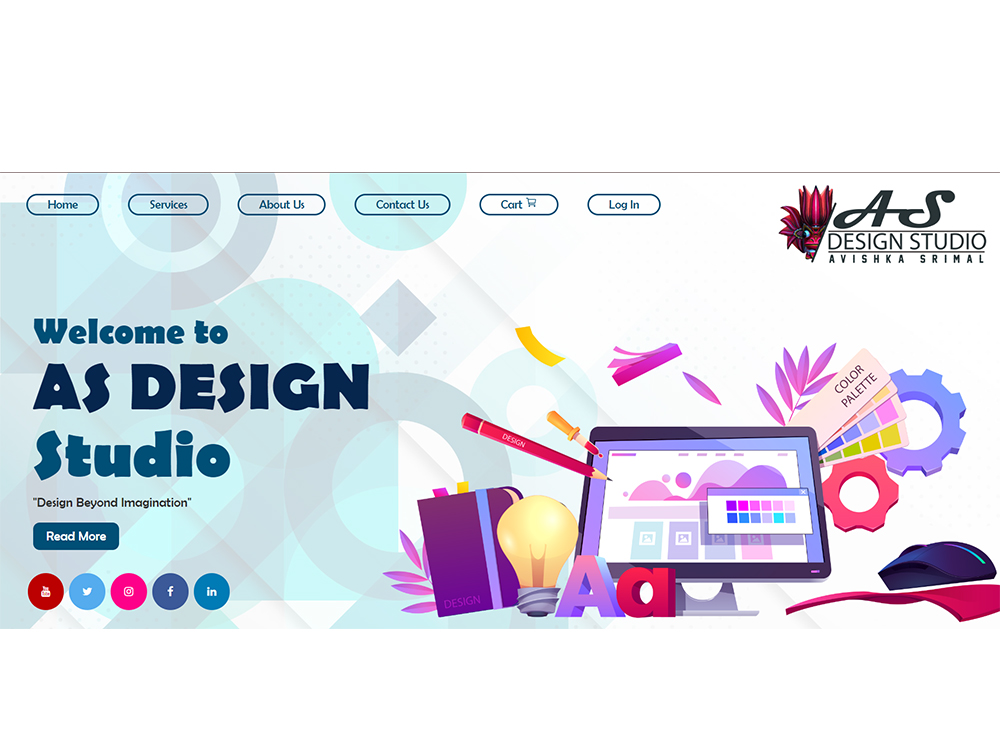 Home
Services
About Us
Contact Us
Cart
Log In
AS
DESIGN STUDIO
AVISHKA SRIMAL
Welcome to
AS DESIGN
Studio
"Design Beyond Imagination"
Read More
DESIGN
COLOR
PALETTE
DESIGN
Aa